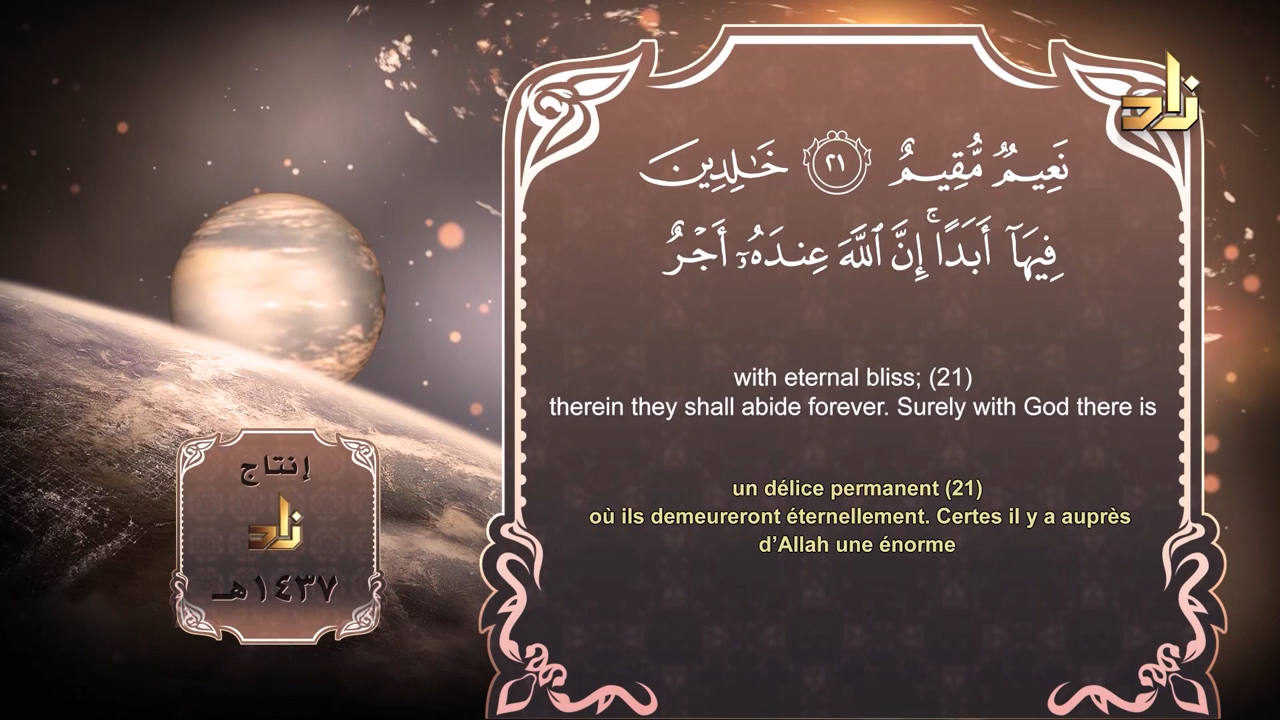 زاد
نَعِيمٌ مُّقِيمٌ ٢١ خَٰلِدِينَ
فِيهَآ أَبَدًا ۚ إِنَّ ٱللَّهَ عِندَهُۥٓ أَجْرٌ
with eternal bliss; (21)
therein they shall abide forever. Surely with God there is
un délice permanent (21)
où ils demeureront éternellement. Certes il y a auprès
d’Allah une énorme
إنتاج
زاد
١٤٣٧هـ